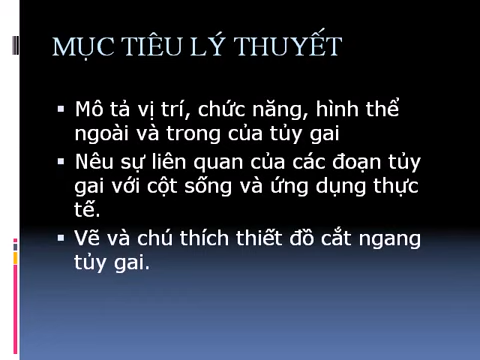 MỤC TIÊU LÝ THUYẾT
Mô tả vị trí, chức năng, hình thể
ngoài và trong của tủy gai
Nêu sự liên quan của các đoạn tủy
gai với cột sống và ứng dụng thực
tế.
Vẽ và chú thích thiết đồ cắt ngang
tủy gai.